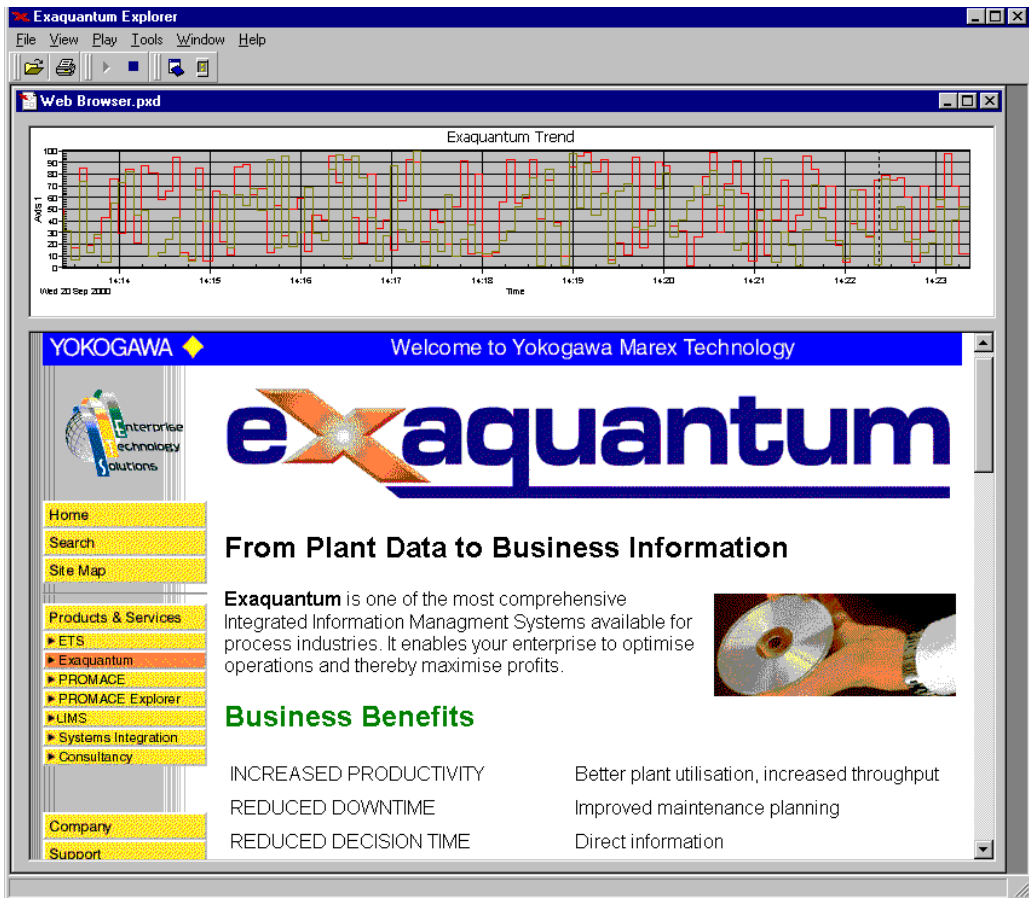 Exaquantum Explorer
File View Play Tools Window Help
Web Browser.pxd
Exaquantum Trend
100
90
80
70
60
50
40
30
20
10
0
Axis 1
14:14 14:15 14:16 14:17 14:18 14:19 14:20 14:21 14:22 14:23
Wed 20 Sep 2000
Time
YOKOGAWA Welcome to Yokogawa Marex Technology
Enterprise
Technology
Solutions
exaquantum
Home
Search
Site Map
From Plant Data to Business Information
Products & Services
ETS
Exaquantum
PROMACE
PROMACE Explorer
LIMS
Systems Integration
Consultancy
Exaquantum is one of the most comprehensive
Integrated Information Managment Systems available for
process industries. It enables your enterprise to optimise
operations and thereby maximise profits.
Business Benefits
INCREASED PRODUCTIVITY Better plant utilisation, increased throughput
REDUCED DOWNTIME Improved maintenance planning
REDUCED DECISION TIME Direct information
Company
Support